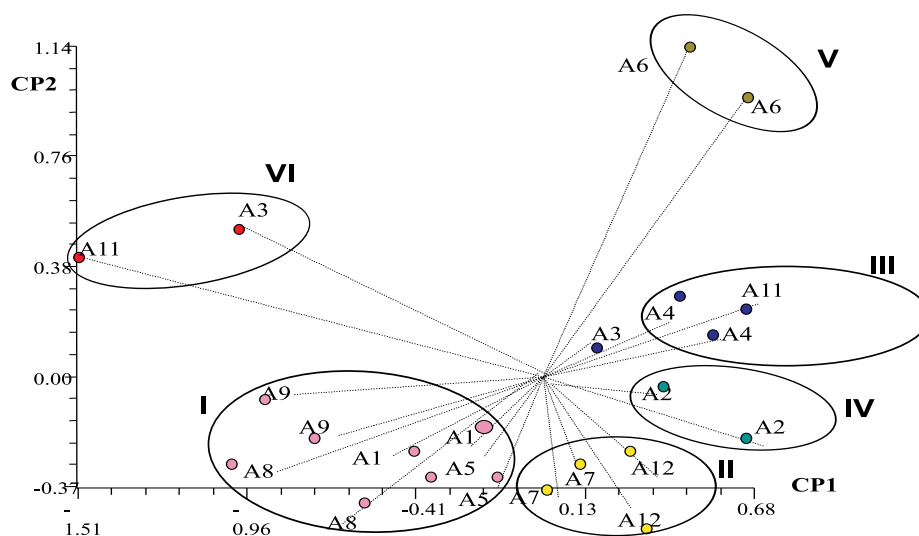 1.14
A6
V
CP2
A6
0.76
VI
A3
A11
III
0.38
A11
A4
A3
A4
0.00
I
A9
A2
IV
A9
A1
A2
A1
A12
II
A8
A5
A7
-0.37
A5
A7
CP1
A8
A12
- -0.96 -0.41 0.13 0.68
1.51